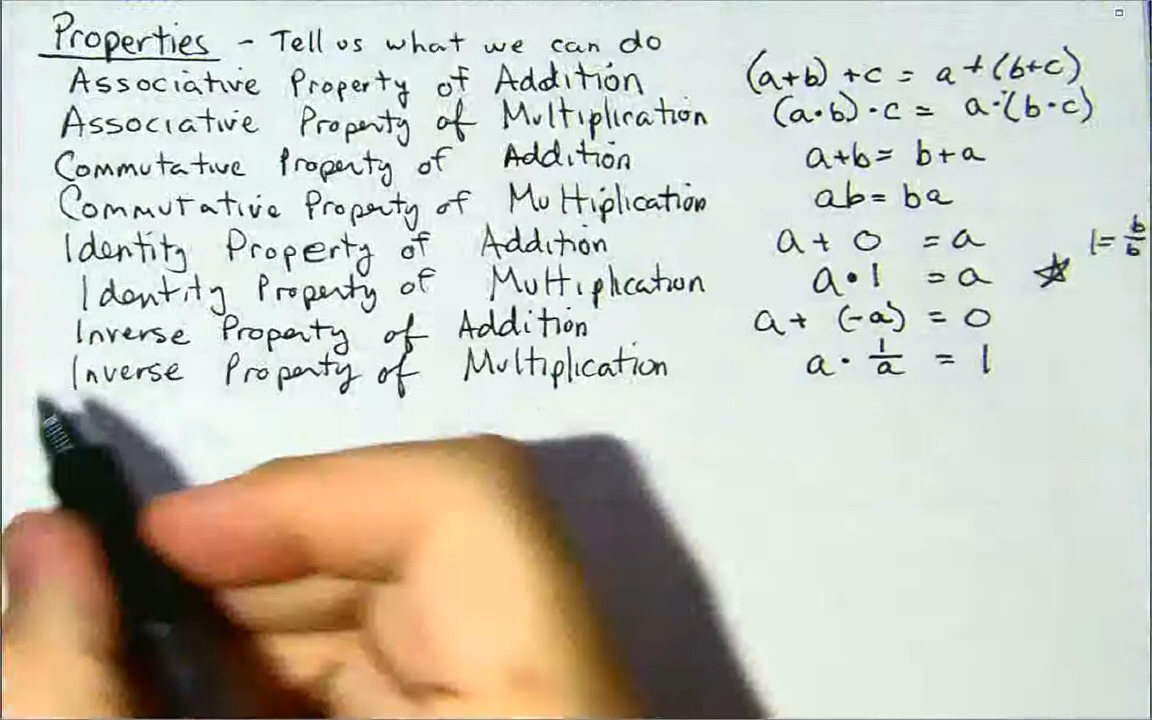 Properties - Tell us what we can do
Associative Property of Addition (a+b)+c = a+(b+c)
Associative Property of Multiplication (a·b)·c = a·(b·c)
Commutative Property of Addition a+b = b+a
Commutative Property of Multiplication ab = ba
Identity Property of Addition a + 0 = a 1 = b/b
Identity Property of Multiplication a • 1 = a ☆
Inverse Property of Addition a + (-a) = 0
Inverse Property of Multiplication a · 1/a = 1